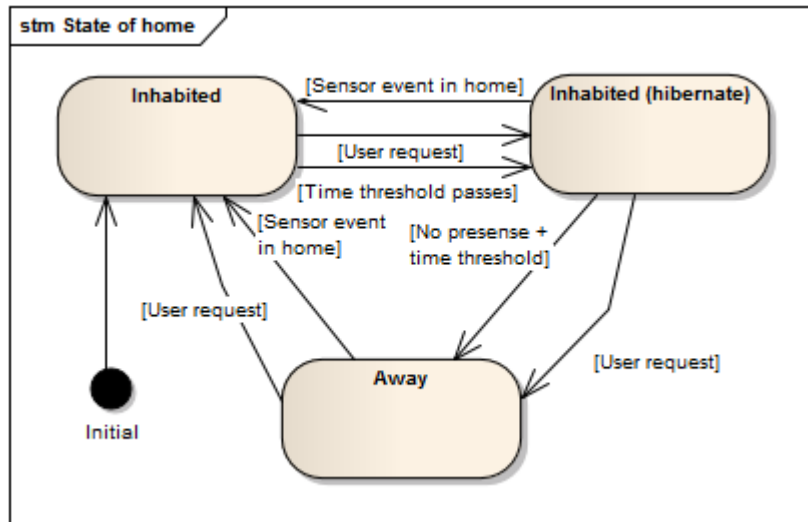 stm State of home
Inhabited
[Sensor event in home]
Inhabited (hibernate)
[User request]
[Time threshold passes]
[Sensor event
in home]
[No presense +
time threshold]
[User request]
[User request]
Away
Initial